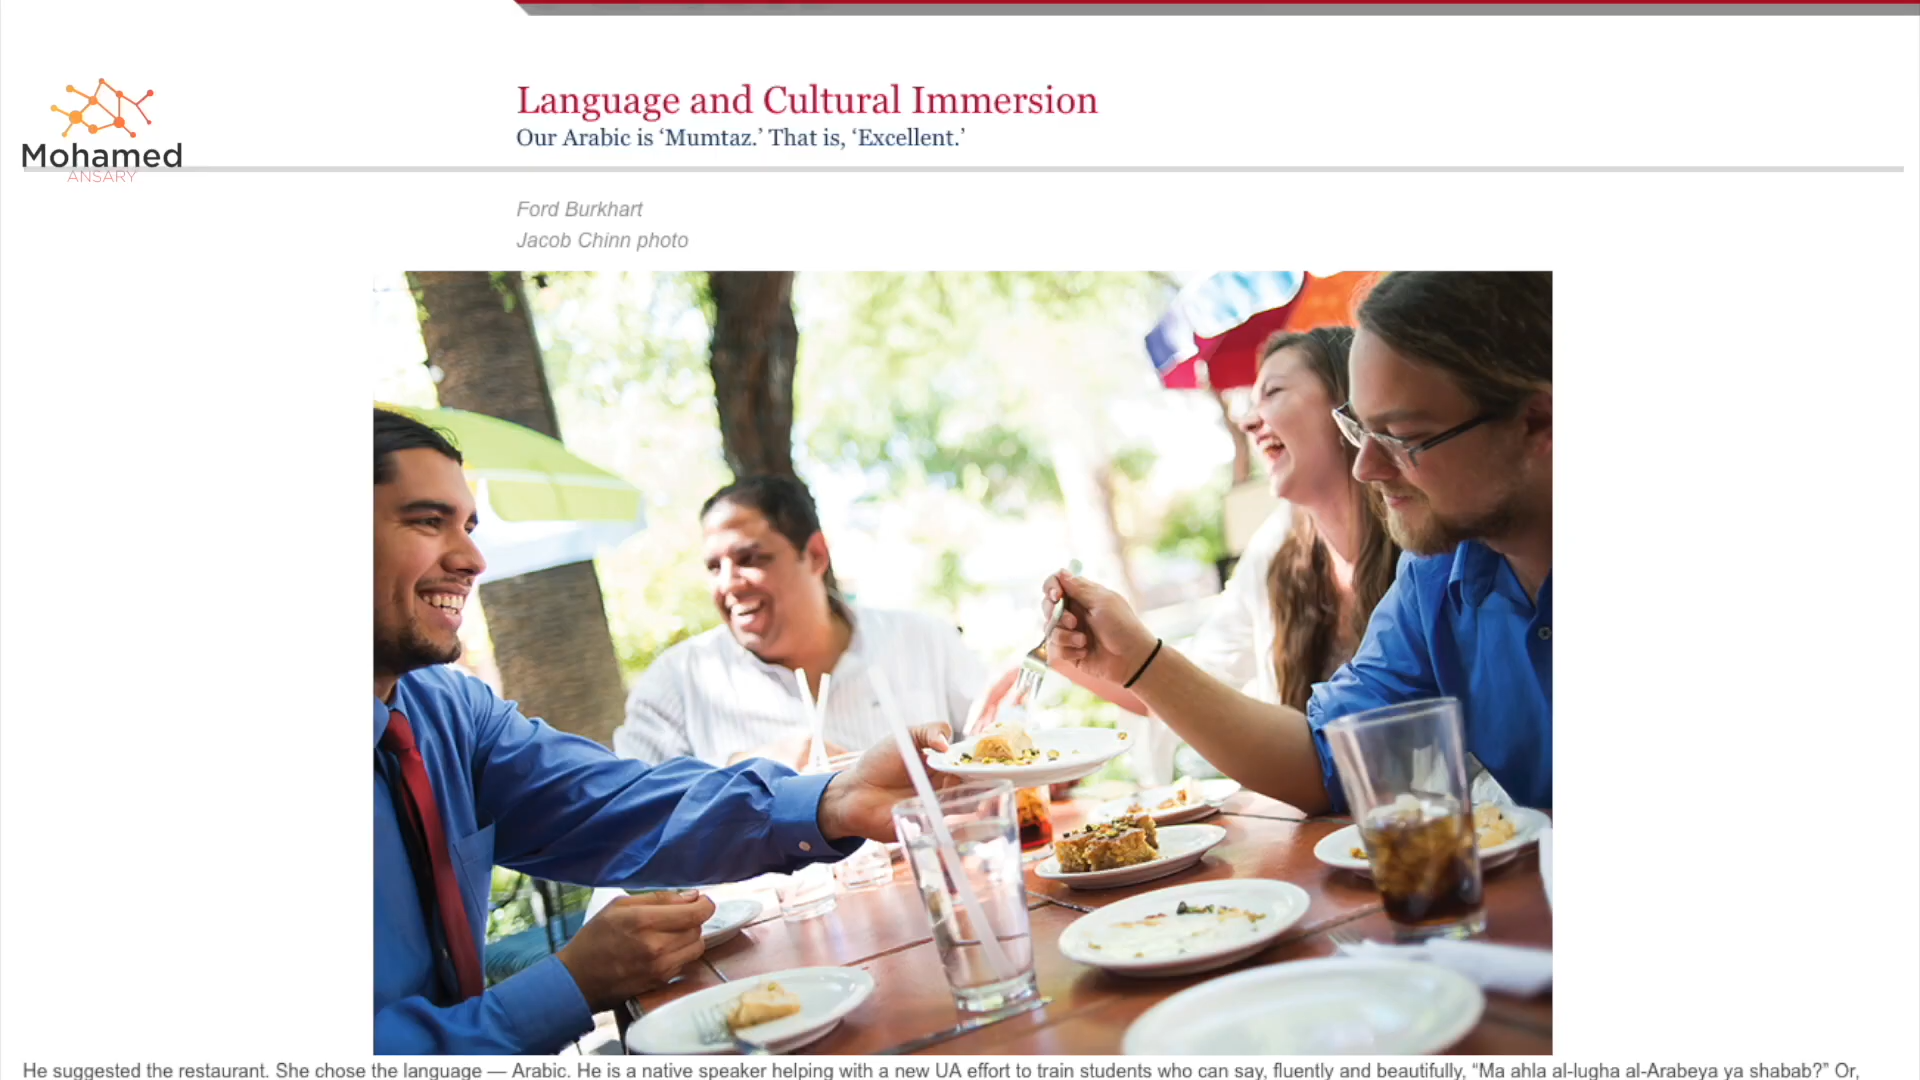 Mohamed
ANSARY
Language and Cultural Immersion
Our Arabic is ‘Mumtaz.’ That is, ‘Excellent.’
Ford Burkhart
Jacob Chinn photo
He suggested the restaurant. She chose the language — Arabic. He is a native speaker helping with a new UA effort to train students who can say, fluently and beautifully, “Ma ahla al-lugha al-Arabeya ya shabab?” Or,